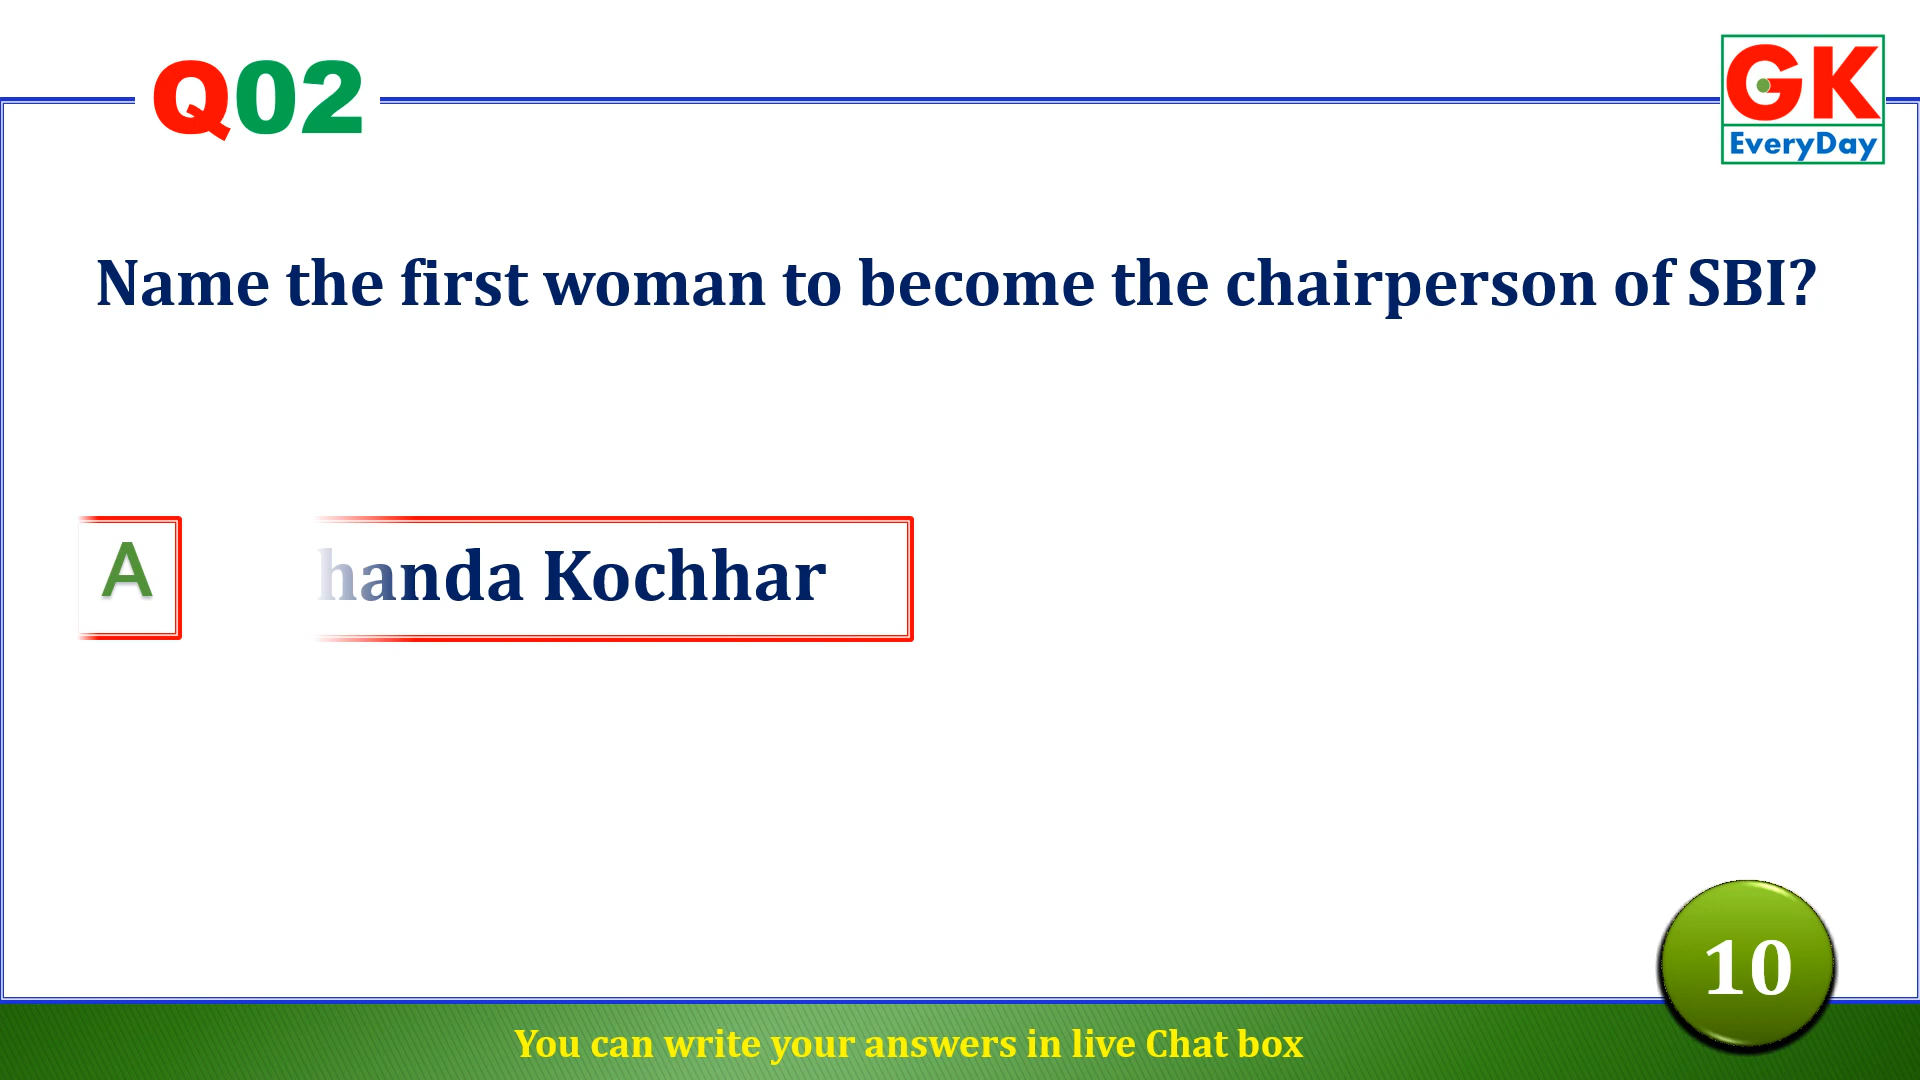 Q02
GK
EveryDay
Name the first woman to become the chairperson of SBI?
A
handa Kochhar
10
You can write your answers in live Chat box